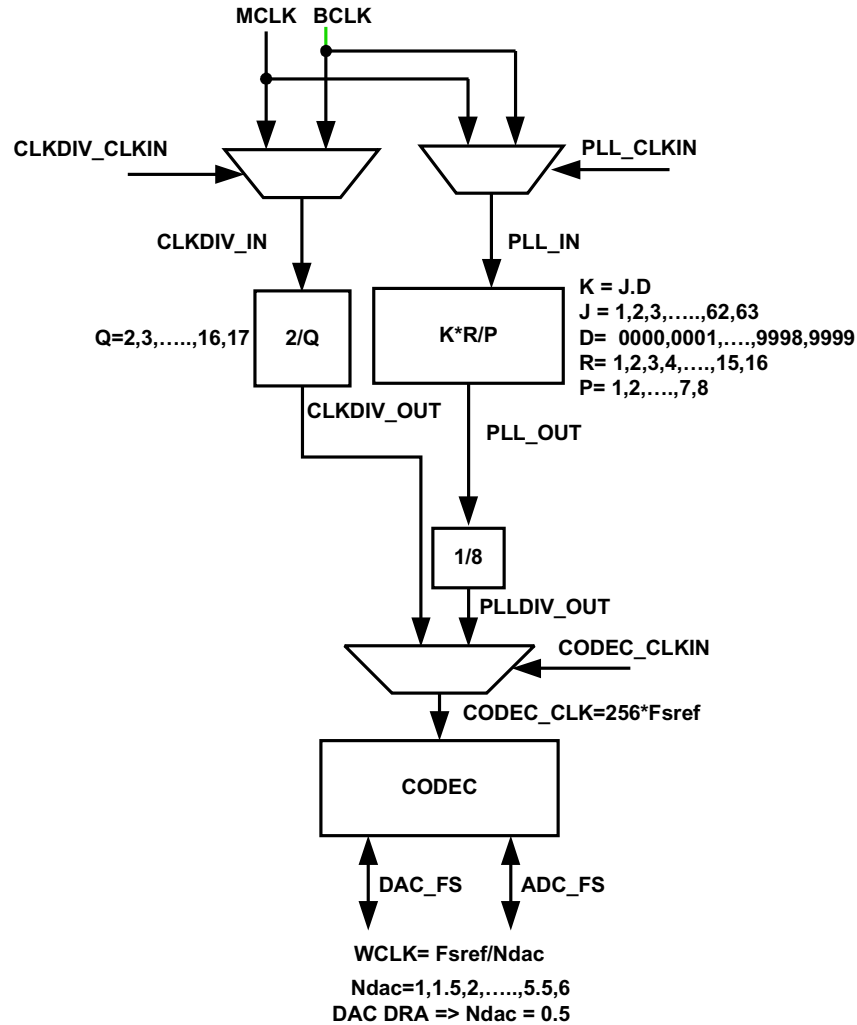 MCLK BCLK
CLKDIV_CLKIN
PLL_CLKIN
CLKDIV_IN
PLL_IN
Q=2,3,…..,16,17
2/Q
K*R/P
K = J.D
J = 1,2,3,…..,62,63
D= 0000,0001,….,9998,9999
R= 1,2,3,4,….,15,16
P= 1,2,….,7,8
CLKDIV_OUT
PLL_OUT
1/8
PLLDIV_OUT
CODEC_CLKIN
CODEC_CLK=256*Fsref
CODEC
DAC_FS
ADC_FS
WCLK= Fsref/Ndac
Ndac=1,1.5,2,…..,5.5,6
DAC DRA => Ndac = 0.5